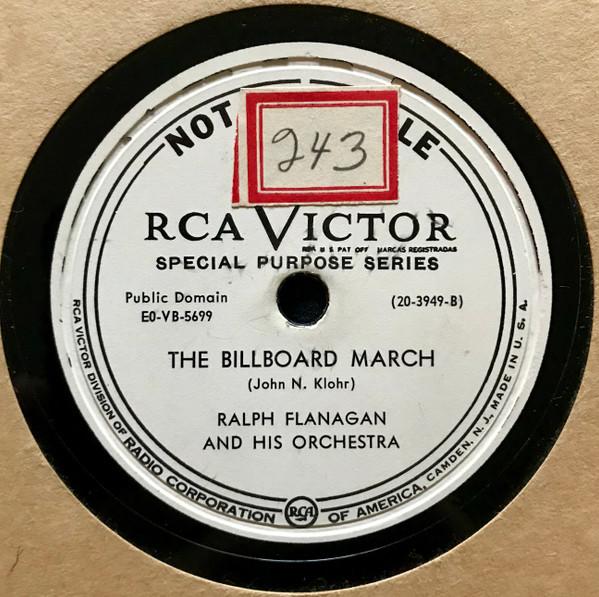 NOT LE
243
RCA VICTOR
REG. U S PAT OFF MARCAS REGISTRADAS
SPECIAL PURPOSE SERIES
Public Domain
(20-3949-B)
E0-VB-5699
THE BILLBOARD MARCH
(John N. Klohr)
RALPH FLANAGAN
AND HIS ORCHESTRA
RCA VICTOR DIVISION OF RADIO CORPORATION OF AMERICA, CAMDEN, N. J., MADE IN U. S. A.
RCA